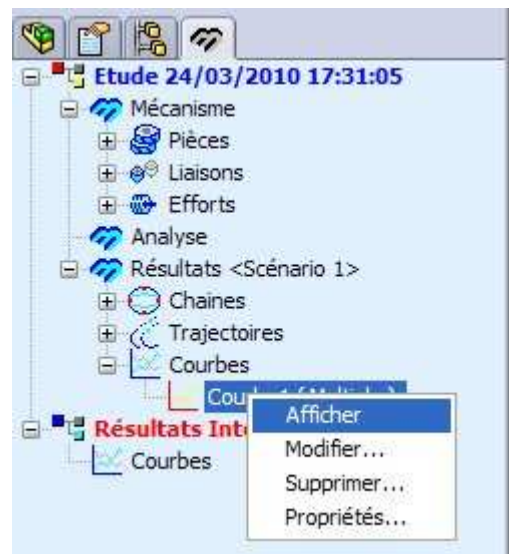 Etude 24/03/2010 17:31:05
Mécanisme
Pièces
Liaisons
Efforts
Analyse
Résultats <Scénario 1>
Chaines
Trajectoires
Courbes
Afficher
Résultats
Modifier...
Courbes
Supprimer...
Propriétés...